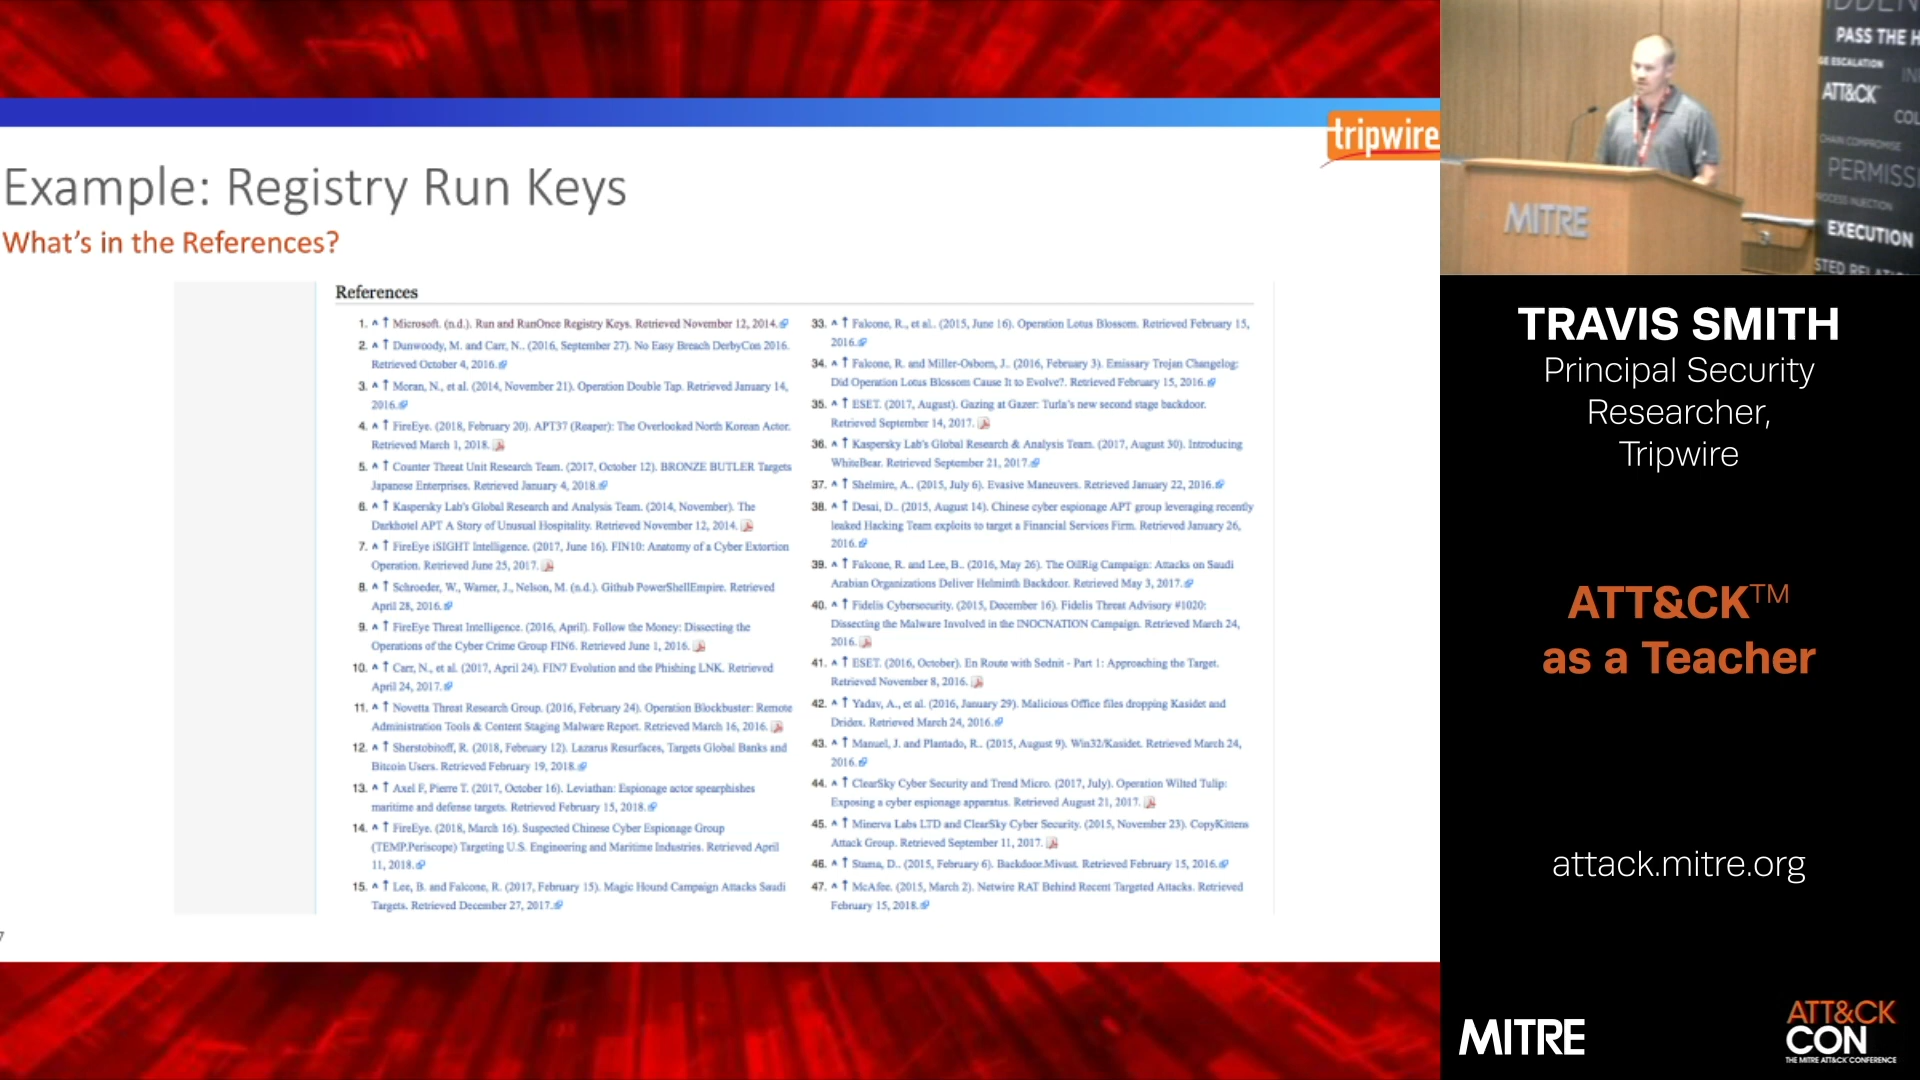 tripwire
Example: Registry Run Keys
What's in the References?
References
1. ^ ↑ Microsoft. (n.d.). Run and RunOnce Registry Keys. Retrieved November 12, 2014.
2. ^ ↑ Dunwoody, M. and Carr, N.. (2016, September 27). No Easy Breach DerbyCon 2016.
Retrieved October 4, 2016.
3. ^ ↑ Moran, N., et al. (2014, November 21). Operation Double Tap. Retrieved January 14,
2016.
4. ^ ↑ FireEye. (2018, February 20). APT37 (Reaper): The Overlooked North Korean Actor.
Retrieved March 1, 2018.
5. ^ ↑ Counter Threat Unit Research Team. (2017, October 12). BRONZE BUTLER Targets
Japanese Enterprises. Retrieved January 4, 2018.
6. ^ ↑ Kaspersky Lab's Global Research and Analysis Team. (2014, November). The
Darkhotel APT A Story of Unusual Hospitality. Retrieved November 12, 2014.
7. ^ ↑ FireEye iSIGHT Intelligence. (2017, June 16). FIN10: Anatomy of a Cyber Extortion
Operation. Retrieved June 25, 2017.
8. ^ ↑ Schroeder, W., Warner, J., Nelson, M. (n.d.). Github PowerShellEmpire. Retrieved
April 28, 2016.
9. ^ ↑ FireEye Threat Intelligence. (2016, April). Follow the Money: Dissecting the
Operations of the Cyber Crime Group FIN6. Retrieved June 1, 2016.
10. ^ ↑ Carr, N., et al. (2017, April 24). FIN7 Evolution and the Phishing LNK. Retrieved
April 24, 2017.
11. ^ ↑ Novetta Threat Research Group. (2016, February 24). Operation Blockbuster: Remote
Administration Tools & Content Staging Malware Report. Retrieved March 16, 2016.
12. ^ ↑ Sherstobitoff, R. (2018, February 12). Lazarus Resurfaces, Targets Global Banks and
Bitcoin Users. Retrieved February 19, 2018.
13. ^ ↑ Axel F, Pierre T. (2017, October 16). Leviathan: Espionage actor spearphishes
maritime and defense targets. Retrieved February 15, 2018.
14. ^ ↑ FireEye. (2018, March 16). Suspected Chinese Cyber Espionage Group
(TEMP.Periscope) Targeting U.S. Engineering and Maritime Industries. Retrieved April
11, 2018.
15. ^ ↑ Lee, B. and Falcone, R. (2017, February 15). Magic Hound Campaign Attacks Saudi
Targets. Retrieved December 27, 2017.
33. ^ ↑ Falcone, R., et al.. (2015, June 16). Operation Lotus Blossom. Retrieved February 15,
2016.
34. ^ ↑ Falcone, R. and Miller-Osborn, J.. (2016, February 3). Emissary Trojan Changelog:
Did Operation Lotus Blossom Cause It to Evolve?. Retrieved February 15, 2016.
35. ^ ↑ ESET. (2017, August). Gazing at Gazer: Turla's new second stage backdoor.
Retrieved September 14, 2017.
36. ^ ↑ Kaspersky Lab's Global Research & Analysis Team. (2017, August 30). Introducing
WhiteBear. Retrieved September 21, 2017.
37. ^ ↑ Shelmire, A.. (2015, July 6). Evasive Maneuvers. Retrieved January 22, 2016.
38. ^ ↑ Desai, D.. (2015, August 14). Chinese cyber espionage APT group leveraging recently
leaked Hacking Team exploits to target a Financial Services Firm. Retrieved January 26,
2016.
39. ^ ↑ Falcone, R. and Lee, B.. (2016, May 26). The OilRig Campaign: Attacks on Saudi
Arabian Organizations Deliver Helminth Backdoor. Retrieved May 3, 2017.
40. ^ ↑ Fidelis Cybersecurity. (2015, December 16). Fidelis Threat Advisory #1020:
Dissecting the Malware Involved in the INOCNATION Campaign. Retrieved March 24,
2016.
41. ^ ↑ ESET. (2016, October). En Route with Sednit - Part 1: Approaching the Target.
Retrieved November 8, 2016.
42. ^ ↑ Yadav, A., et al. (2016, January 29). Malicious Office files dropping Kasidet and
Dridex. Retrieved March 24, 2016.
43. ^ ↑ Manuel, J. and Plantado, R.. (2015, August 9). Win32/Kasidet. Retrieved March 24,
2016.
44. ^ ↑ ClearSky Cyber Security and Trend Micro. (2017, July). Operation Wilted Tulip:
Exposing a cyber espionage apparatus. Retrieved August 21, 2017.
45. ^ ↑ Minerva Labs LTD and ClearSky Cyber Security. (2015, November 23). CopyKittens
Attack Group. Retrieved September 11, 2017.
46. ^ ↑ Stama, D.. (2015, February 6). Backdoor.Mivast. Retrieved February 15, 2016.
47. ^ ↑ McAfee. (2015, March 2). Netwire RAT Behind Recent Targeted Attacks. Retrieved
February 15, 2018.
7
PASS THE H
GE ESCALATION
ATT&CK
COL
CHAIN COMPROMISE
PERMISSI
PROCESS INJECTION
EXECUTION
MITRE
TRAVIS SMITH
Principal Security
Researcher,
Tripwire
ATT&CK™
as a Teacher
attack.mitre.org
MITRE
ATT&CK
CON
THE MITRE ATT&CK CONFERENCE